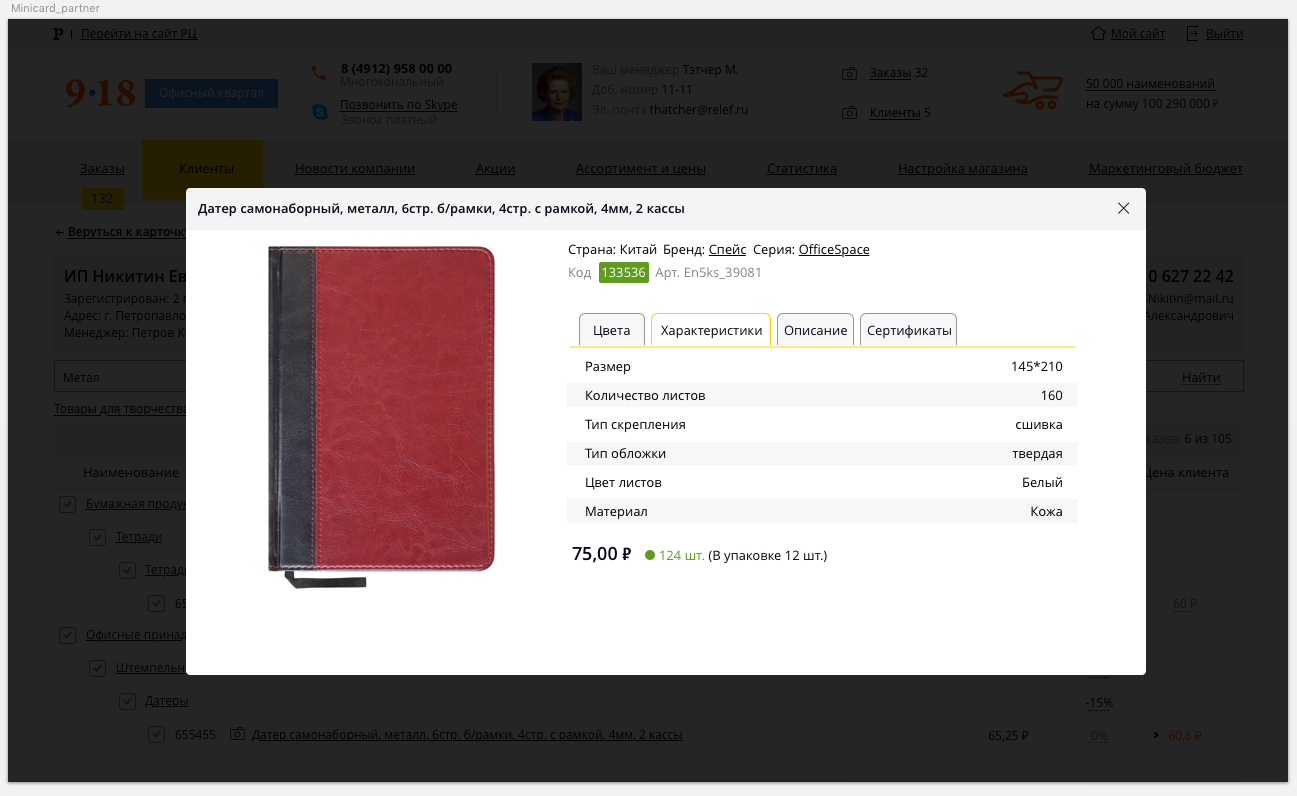 Minicard_partner
Перейти на сайт РЦ
Мой сайт Выйти
9·18 Офисный квартал
8 (4912) 958 00 00
Многокональный
Позвонить по Skype
Звонок платный
Ваш менеджер Тэтчер М.
Доб. номер 11-11
Эл. почта thatcher@relef.ru
Заказы 32
Клиенты 5
50 000 наименований
на сумму 100 290 000 ₽
Заказы Клиенты Новости компании Акции Ассортимент и цены Статистика Настройка магазина Маркетинговый бюджет
132
Датер самонаборный, металл, 6стр. б/рамки, 4стр. с рамкой, 4мм, 2 кассы
← Веруться к карточку
ИП Никитин Ев
0 627 22 42
Зарегистрирован: 2
Nikitin@mail.ru
Адрес: г. Петропавло
Александрович
Менеджер: Петров К
Метал
Найти
Товары для творчества
казов: 6 из 105
Наименование
Цена клиента
Бумажная продук
Тетради
Тетрад
65
60 ₽
Офисные принад
Штемпельн
Датеры
-15%
655455 Датер самонаборный, металл, 6стр. б/рамки, 4стр. с рамкой, 4мм, 2 кассы 65,25 ₽ 0% 60,6 ₽
Страна: Китай Бренд: Спейс Серия: OfficeSpace
Код 133536 Арт. En5ks_39081
Цвета Характеристики Описание Сертификаты
Размер 145*210
Количество листов 160
Тип скрепления сшивка
Тип обложки твердая
Цвет листов Белый
Материал Кожа
75,00 ₽ 124 шт. (В упаковке 12 шт.)